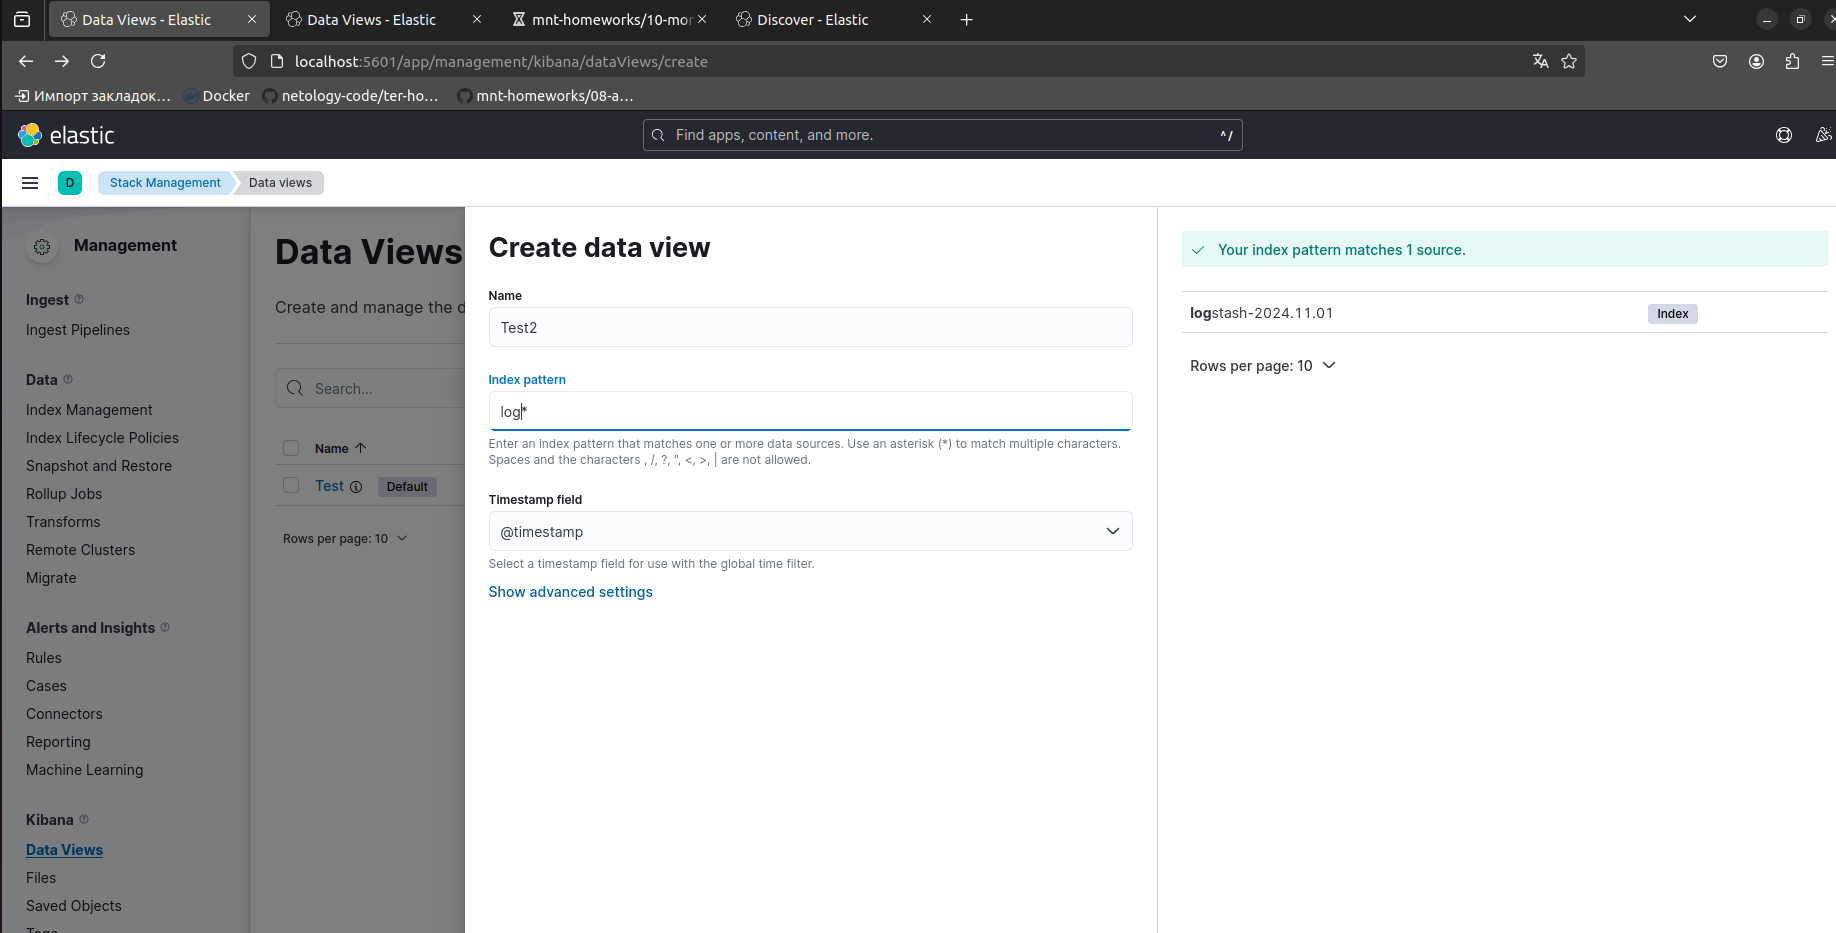 Data Views - Elastic
Data Views - Elastic
mnt-homeworks/10-mo
Discover - Elastic
localhost:5601/app/management/kibana/dataViews/create
Импорт закладок...
Docker
netology-code/ter-ho...
mnt-homeworks/08-a...
elastic
Find apps, content, and more.
^/
D
Stack Management
Data views
Management
Ingest
Ingest Pipelines
Data
Index Management
Index Lifecycle Policies
Snapshot and Restore
Rollup Jobs
Transforms
Remote Clusters
Migrate
Alerts and Insights
Rules
Cases
Connectors
Reporting
Machine Learning
Kibana
Data Views
Files
Saved Objects
Tags
Data Views
Create and manage the d
Search...
Name
Test
Default
Rows per page: 10
Create data view
Name
Test2
Index pattern
log*
Enter an index pattern that matches one or more data sources. Use an asterisk (*) to match multiple characters.
Spaces and the characters , /, ?, ", <, >, | are not allowed.
Timestamp field
@timestamp
Select a timestamp field for use with the global time filter.
Show advanced settings
Your index pattern matches 1 source.
logstash-2024.11.01
Index
Rows per page: 10